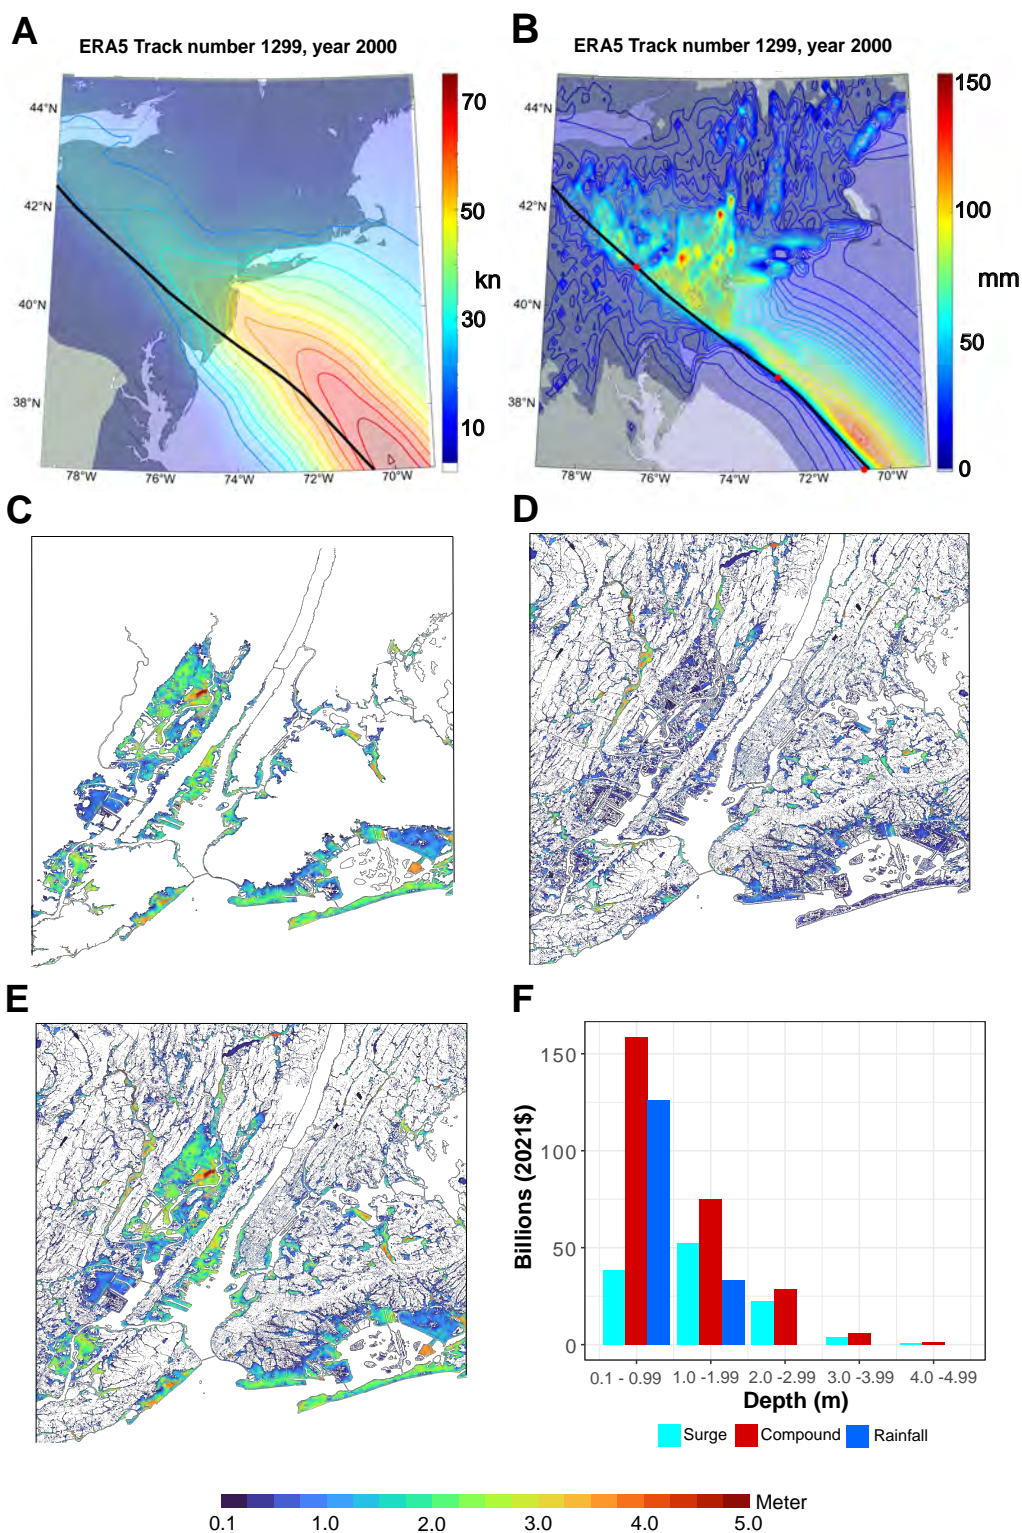 A
ERA5 Track number 1299, year 2000
44°N
42°N
40°N
38°N
78°W
76°W
74°W
72°W
70°W
70
50
kn
30
10
B
ERA5 Track number 1299, year 2000
44°N
42°N
40°N
38°N
78°W
76°W
74°W
72°W
70°W
150
100
mm
50
0
C
D
E
F
Billions (2021$)
150
100
50
0
0.1 - 0.99
1.0 -1.99
2.0 -2.99
3.0 -3.99
4.0 -4.99
Depth (m)
Surge
Compound
Rainfall
Meter
0.1
1.0
2.0
3.0
4.0
5.0